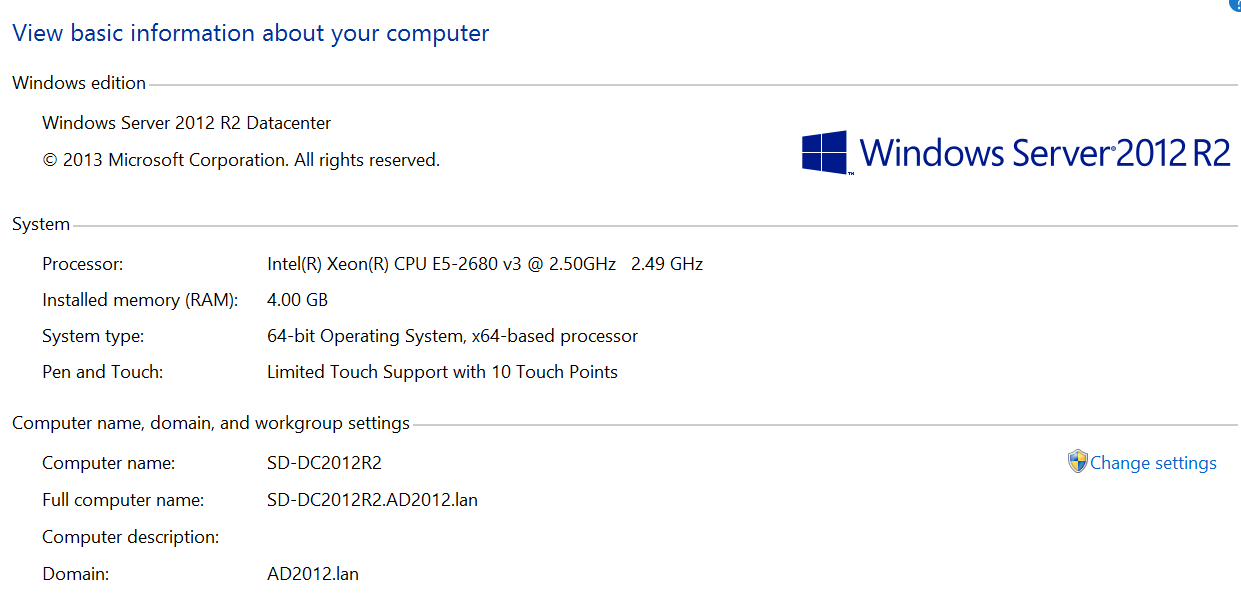 View basic information about your computer
Windows edition
Windows Server 2012 R2 Datacenter
© 2013 Microsoft Corporation. All rights reserved.
Windows Server® 2012 R2
System
Processor: Intel(R) Xeon(R) CPU E5-2680 v3 @ 2.50GHz 2.49 GHz
Installed memory (RAM): 4.00 GB
System type: 64-bit Operating System, x64-based processor
Pen and Touch: Limited Touch Support with 10 Touch Points
Computer name, domain, and workgroup settings
Computer name: SD-DC2012R2 Change settings
Full computer name: SD-DC2012R2.AD2012.lan
Computer description:
Domain: AD2012.lan